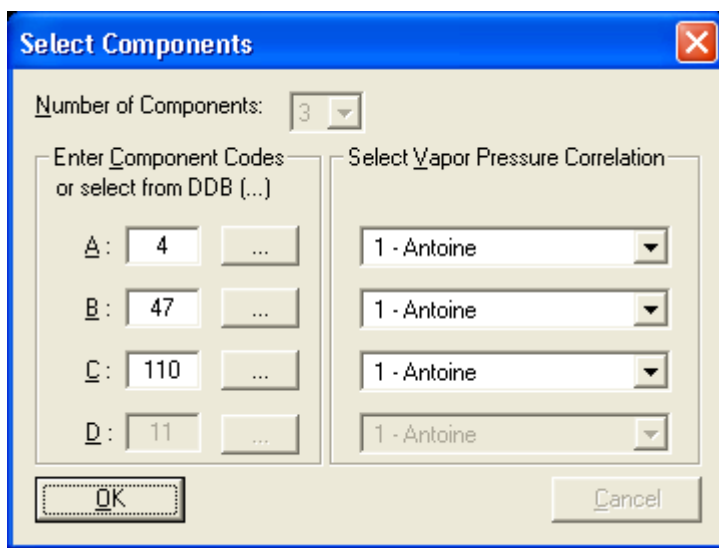 Select Components
Number of Components: 3
Enter Component Codes
or select from DDB (...)
Select Vapor Pressure Correlation
A: 4 ... 1 - Antoine
B: 47 ... 1 - Antoine
C: 110 ... 1 - Antoine
D: 11 ... 1 - Antoine
OK Cancel